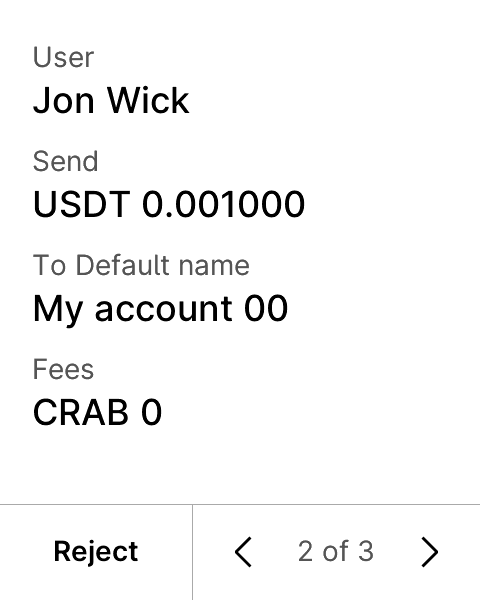 User
Jon Wick
Send
USDT 0.001000
To Default name
My account 00
Fees
CRAB 0
Reject
2 of 3